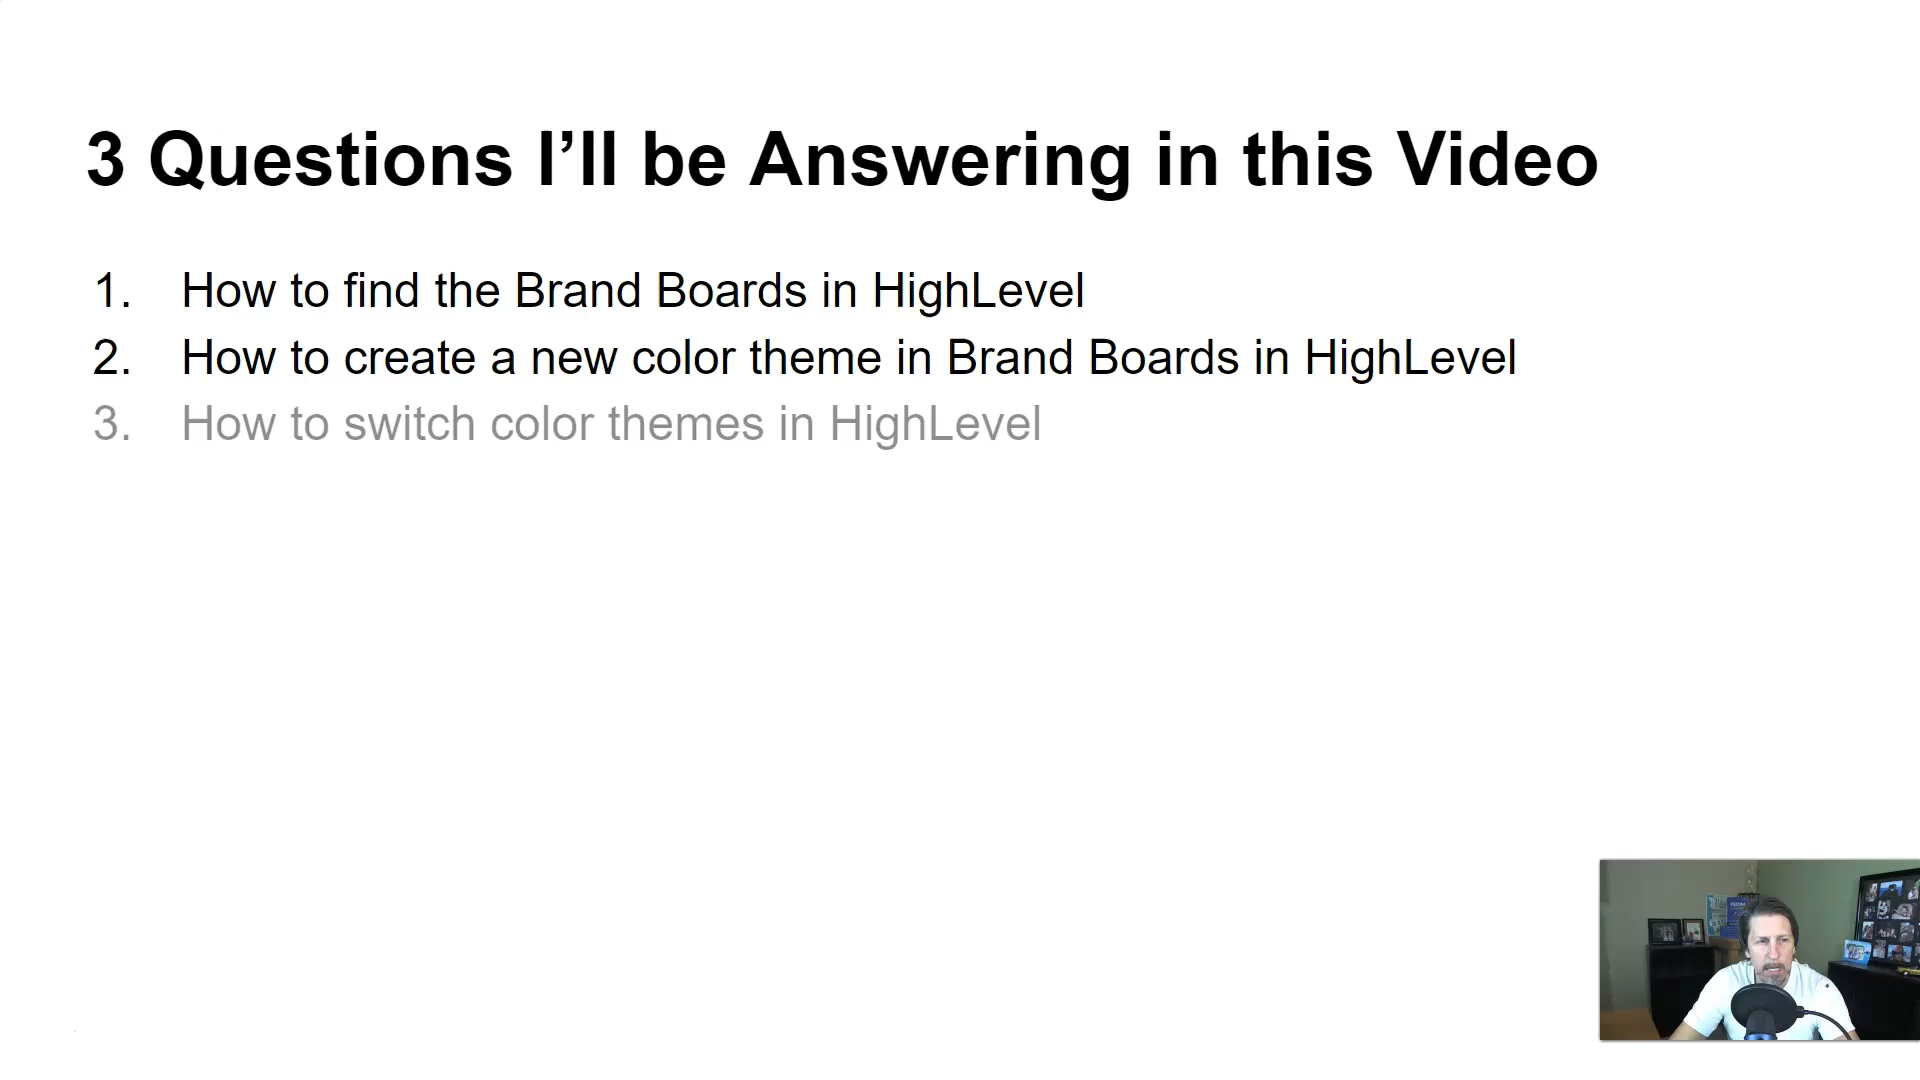 3 Questions I’ll be Answering in this Video
1. How to find the Brand Boards in HighLevel
2. How to create a new color theme in Brand Boards in HighLevel
3. How to switch color themes in HighLevel